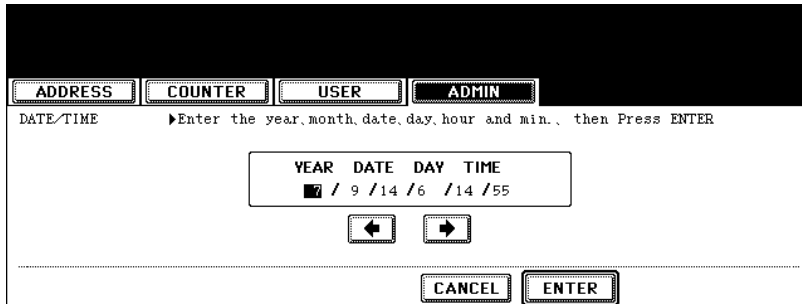 ADDRESS COUNTER USER ADMIN
DATE/TIME ▶Enter the year,month,date,day,hour and min., then Press ENTER
YEAR DATE DAY TIME
7 / 9 /14 /6 /14 /55
CANCEL ENTER